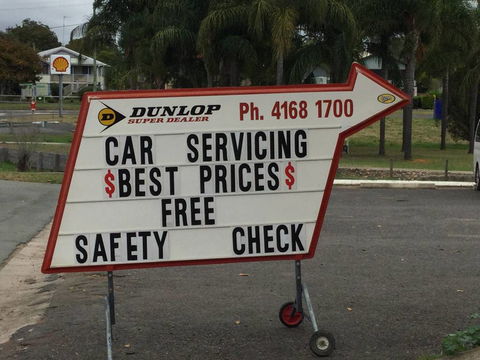 D DUNLOP
SUPER DEALER
Ph. 4168 1700
CAR SERVICING
$BEST PRICES$
FREE
SAFETY CHECK